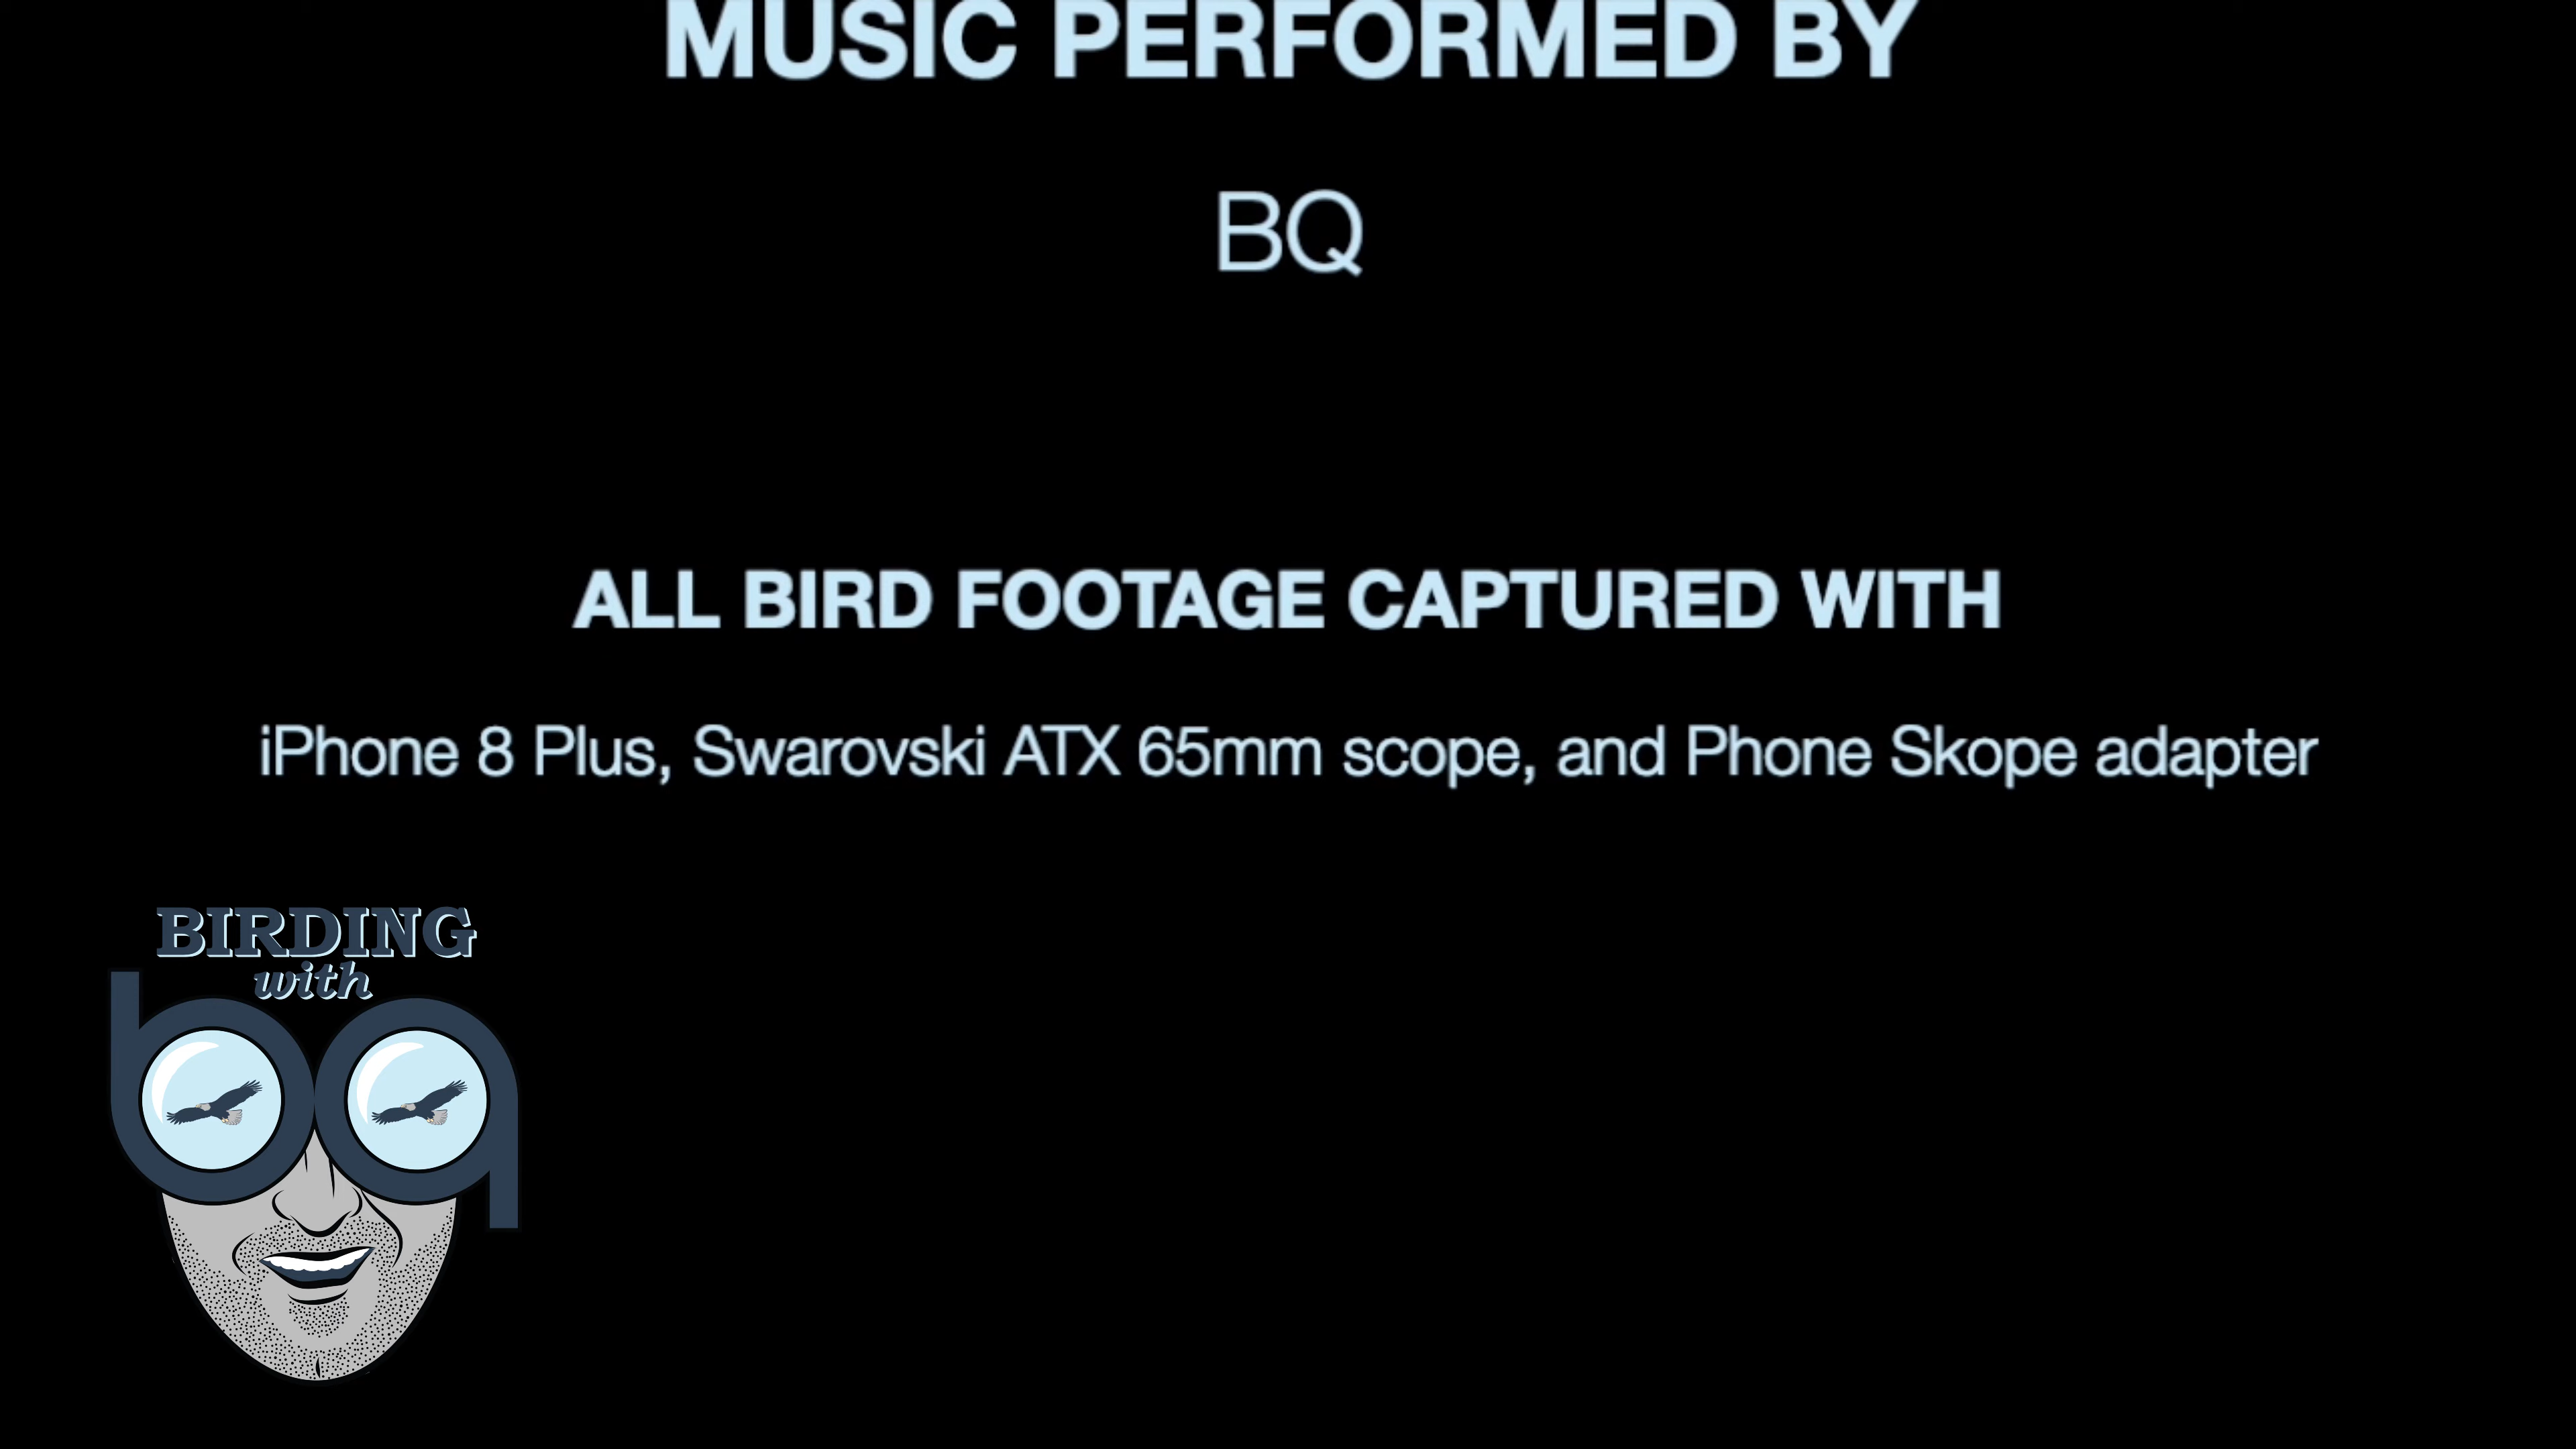 MUSIC PERFORMED BY
BQ
ALL BIRD FOOTAGE CAPTURED WITH
iPhone 8 Plus, Swarovski ATX 65mm scope, and Phone Skope adapter
BIRDING
with
bq